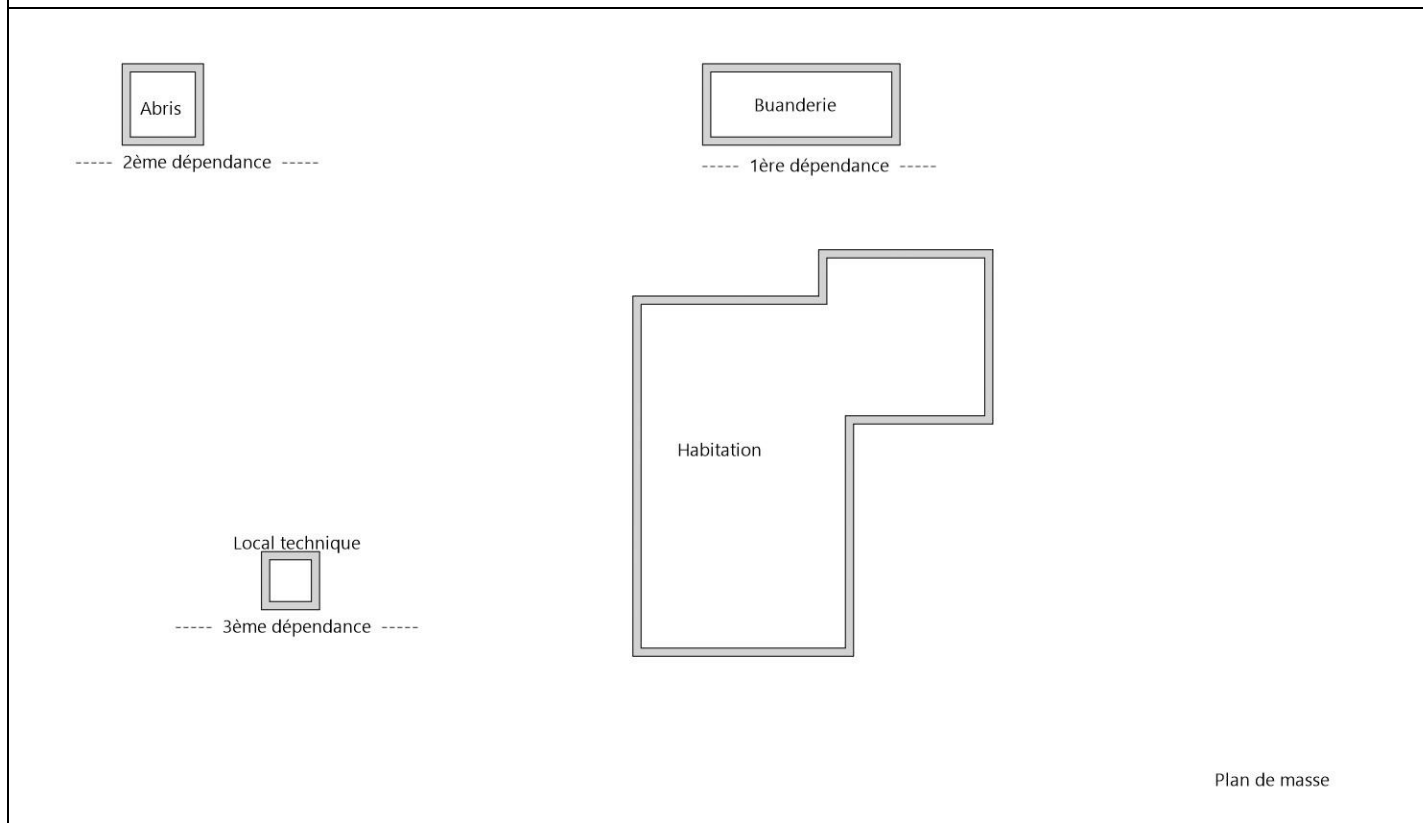 Abris
Buanderie
----- 2ème dépendance -----
----- 1ère dépendance -----
Habitation
Local technique
----- 3ème dépendance -----
Plan de masse